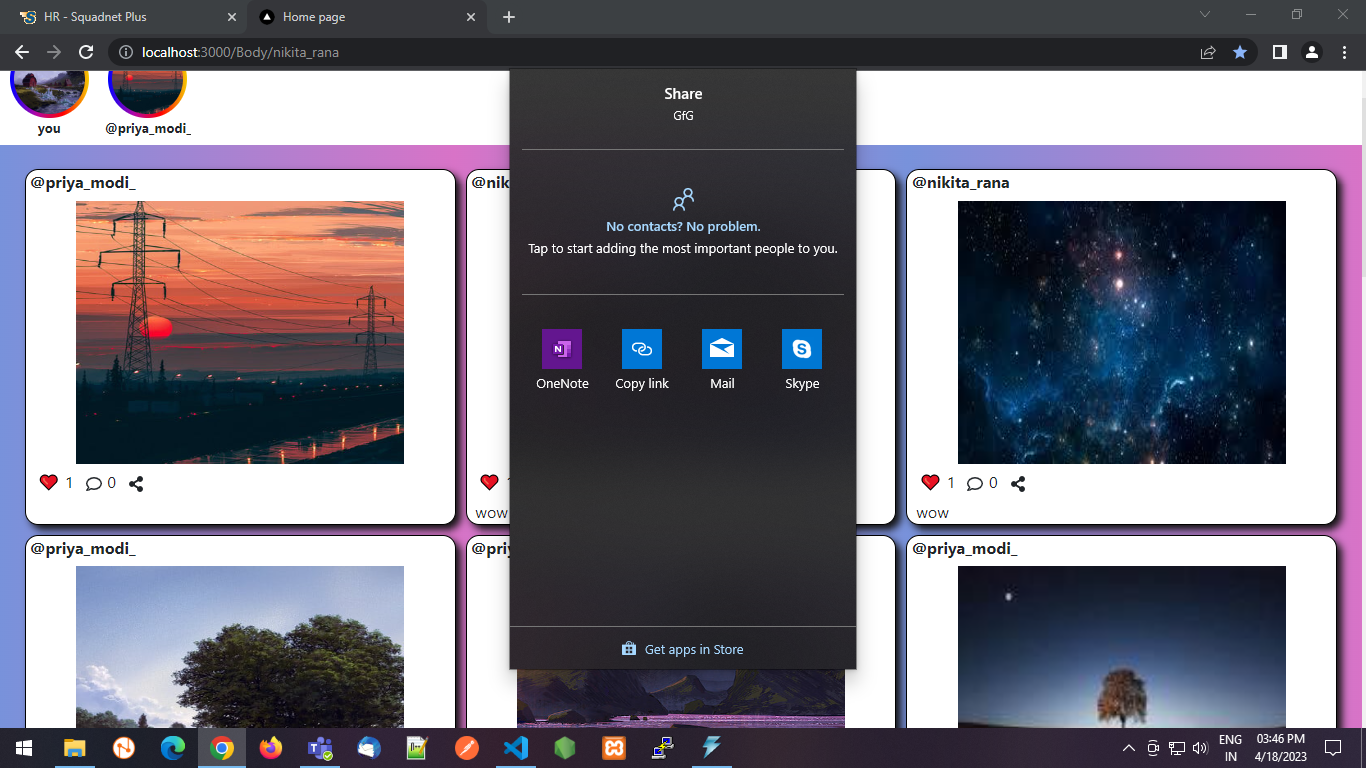 HR - Squadnet Plus
Home page
localhost:3000/Body/nikita_rana
you
@priya_modi_
Share
GfG
No contacts? No problem.
Tap to start adding the most important people to you.
OneNote
Copy link
Mail
Skype
Get apps in Store
@priya_modi_
1
0
@nik
wow
@nikita_rana
1
0
wow
@priya_modi_
@priy
@priya_modi_
ENG
IN
03:46 PM
4/18/2023